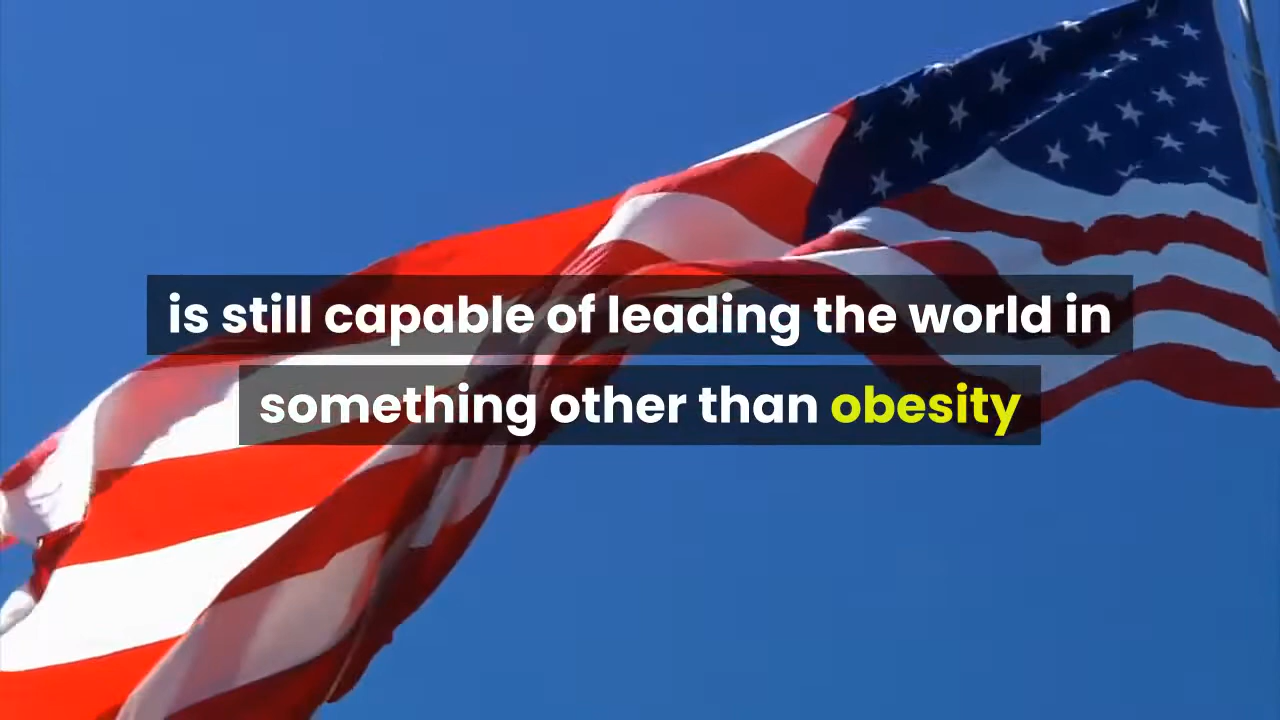 is still capable of leading the world in
something other than obesity